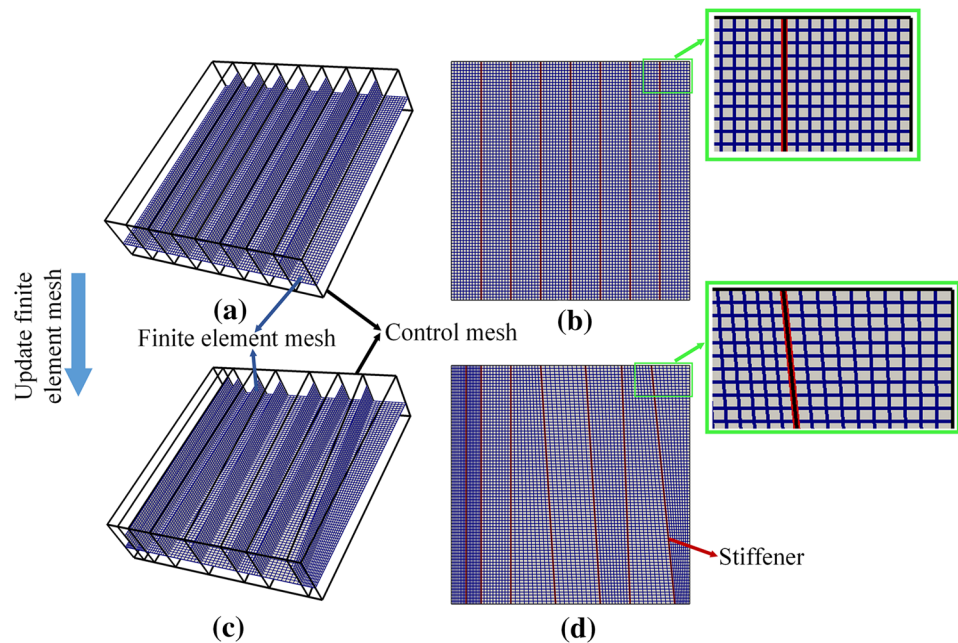 Update finite
element mesh
(a)
(b)
Finite element mesh
Control mesh
(c)
(d)
Stiffener